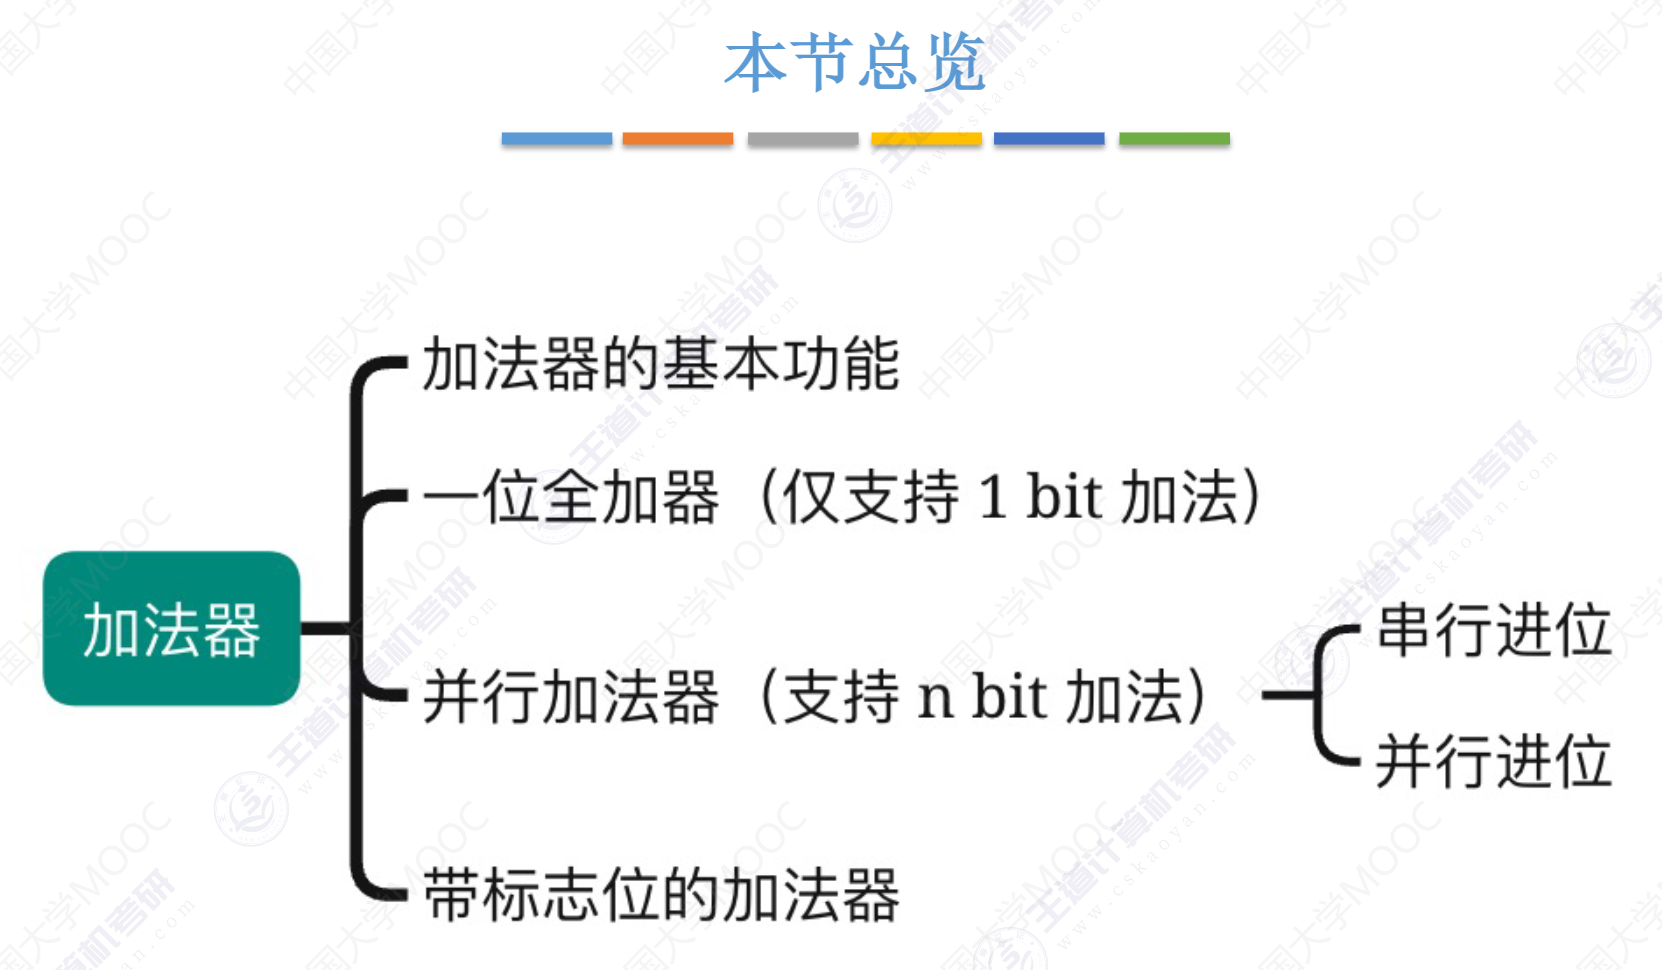 本节总览
加法器
加法器的基本功能
一位全加器（仅支持 1 bit 加法）
并行加法器（支持 n bit 加法）
串行进位
并行进位
带标志位的加法器
中国大学MOOC
王道计算机考研
www.cskaoyan.com